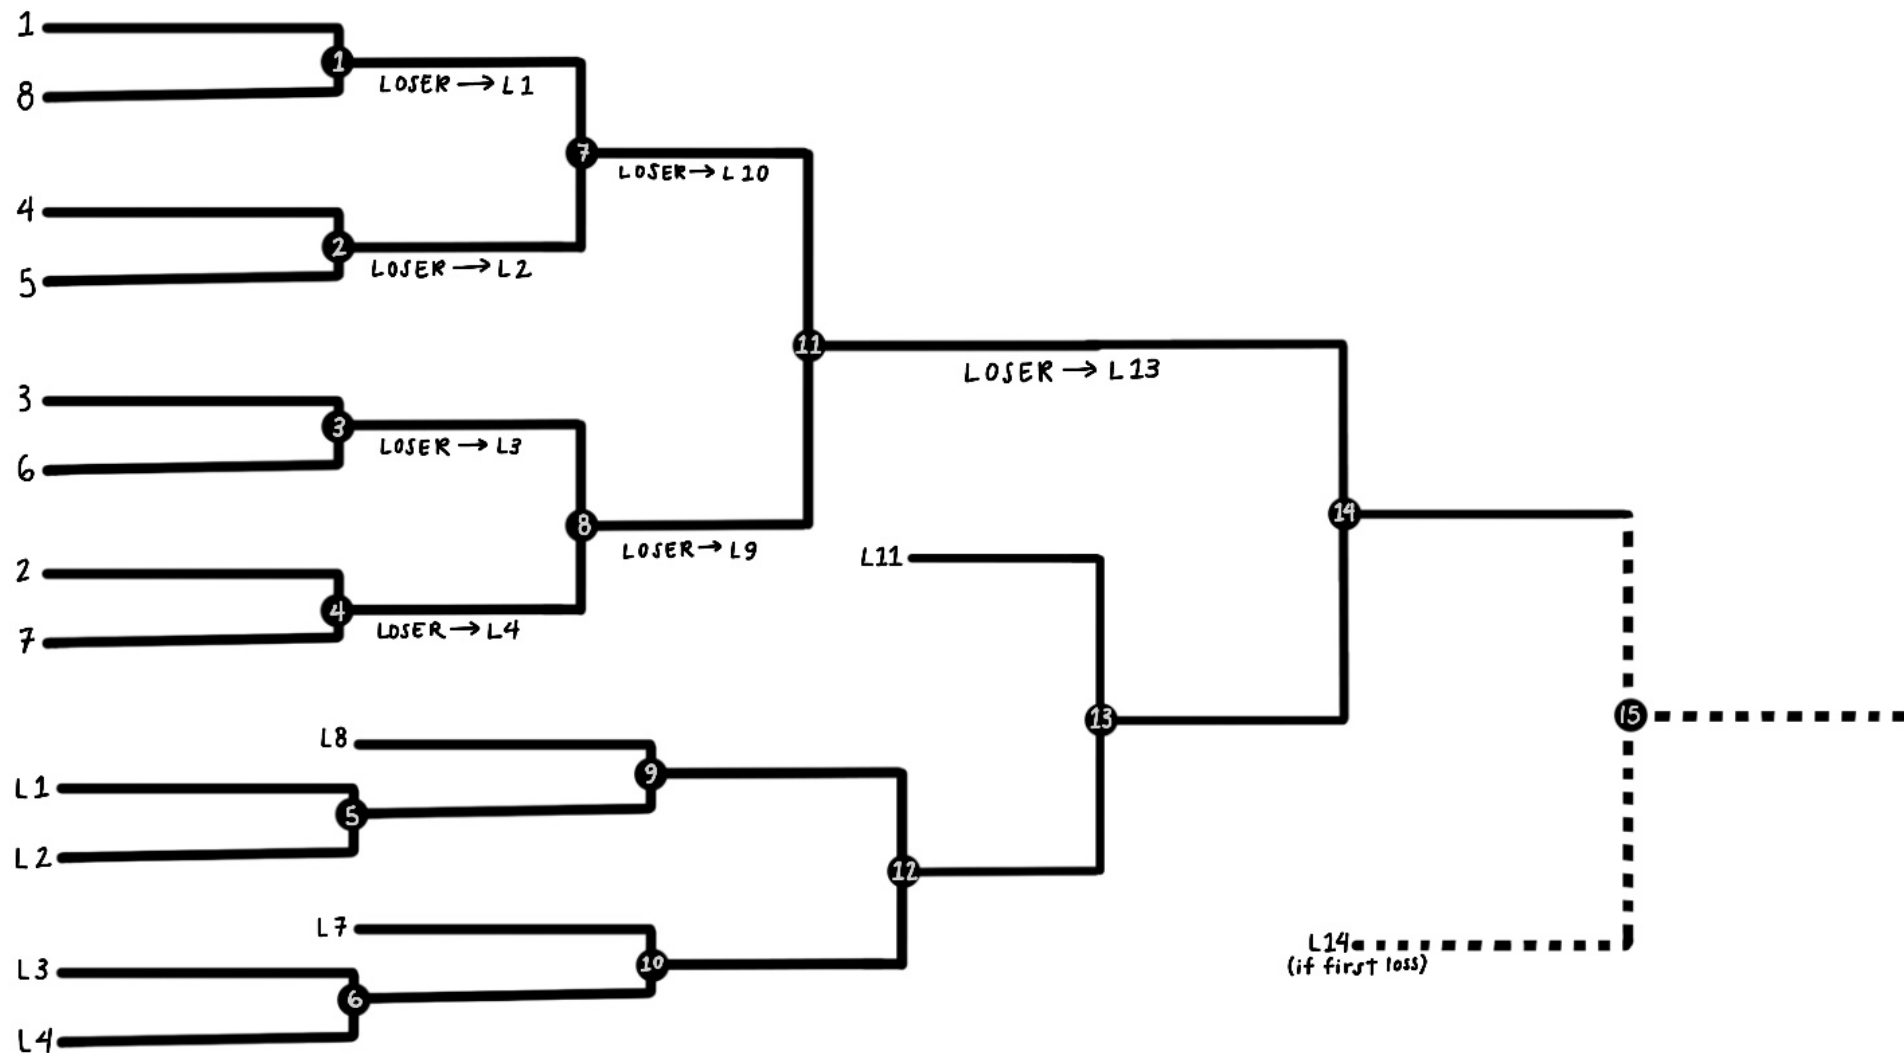 1
1
8
LOSER → L1
7
LOSER → L10
4
2
5
LOSER → L2
11
LOSER → L13
3
3
6
LOSER → L3
8
LOSER → L9
2
4
7
LOSER → L4
14
L11
13
15
L8
9
L1
5
L2
12
L7
10
L3
6
L4
L14
(if first loss)